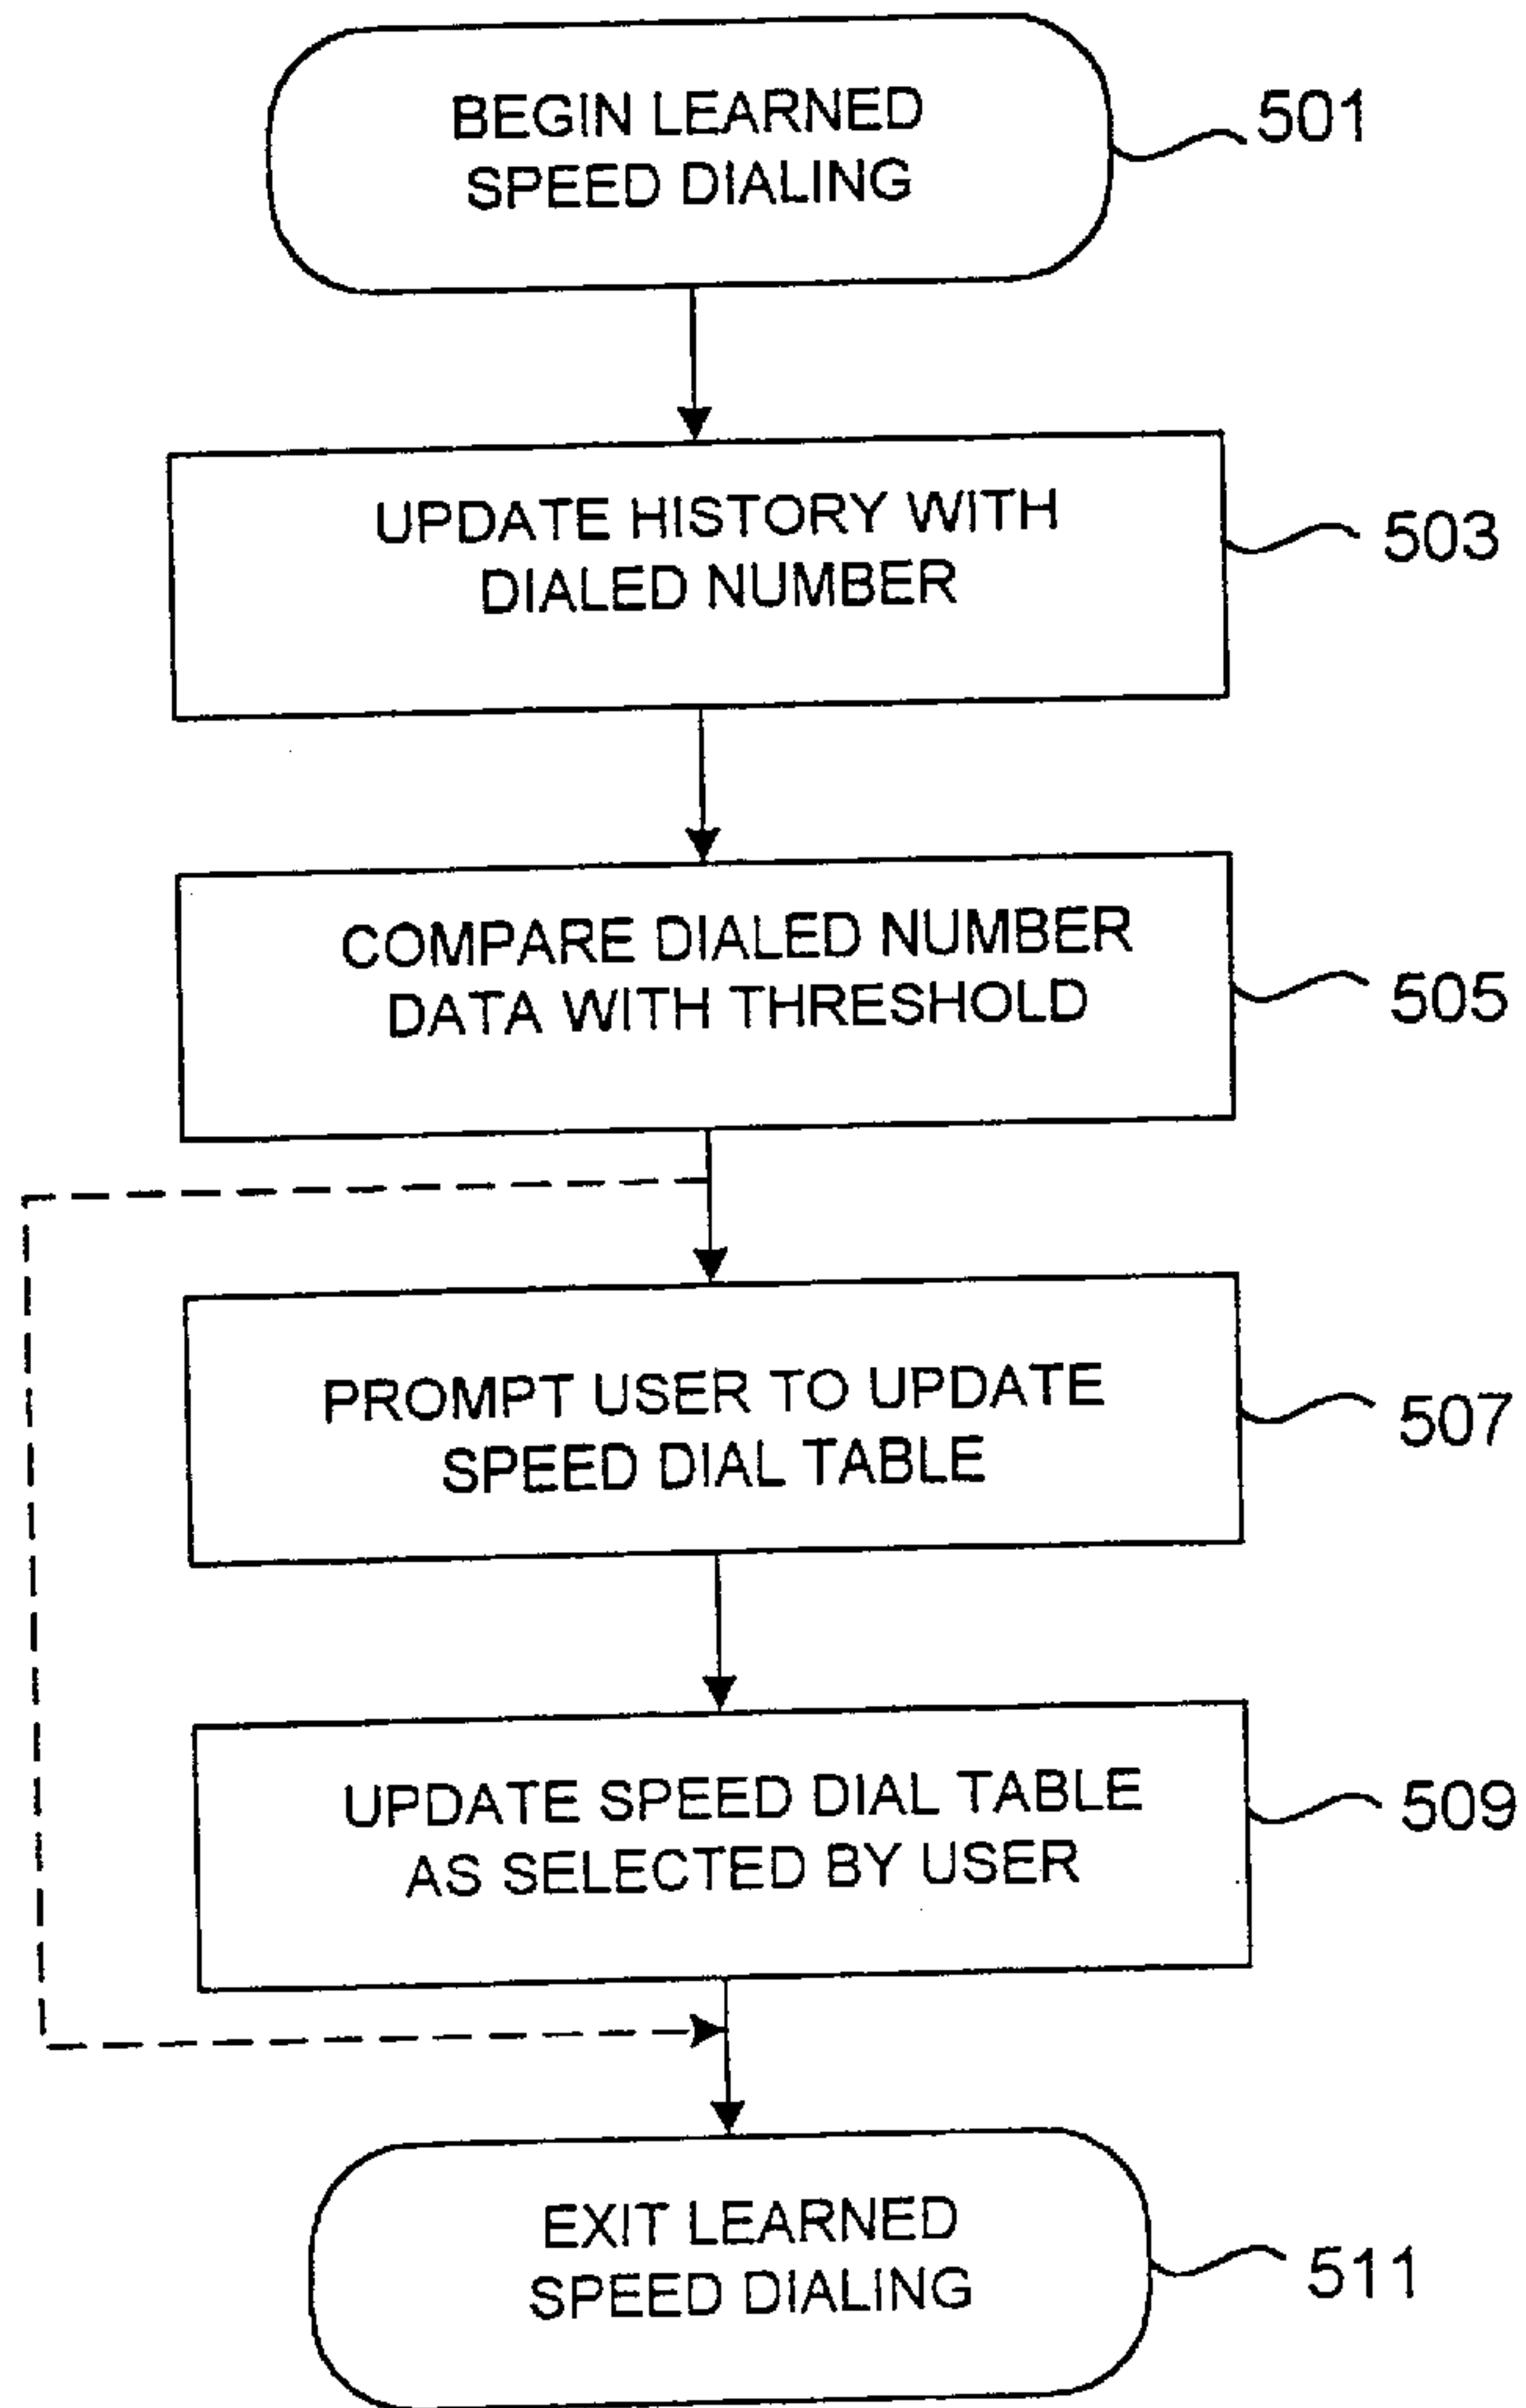 BEGIN LEARNED
SPEED DIALING
501
UPDATE HISTORY WITH
DIALED NUMBER
503
COMPARE DIALED NUMBER
DATA WITH THRESHOLD
505
PROMPT USER TO UPDATE
SPEED DIAL TABLE
507
UPDATE SPEED DIAL TABLE
AS SELECTED BY USER
509
EXIT LEARNED
SPEED DIALING
511